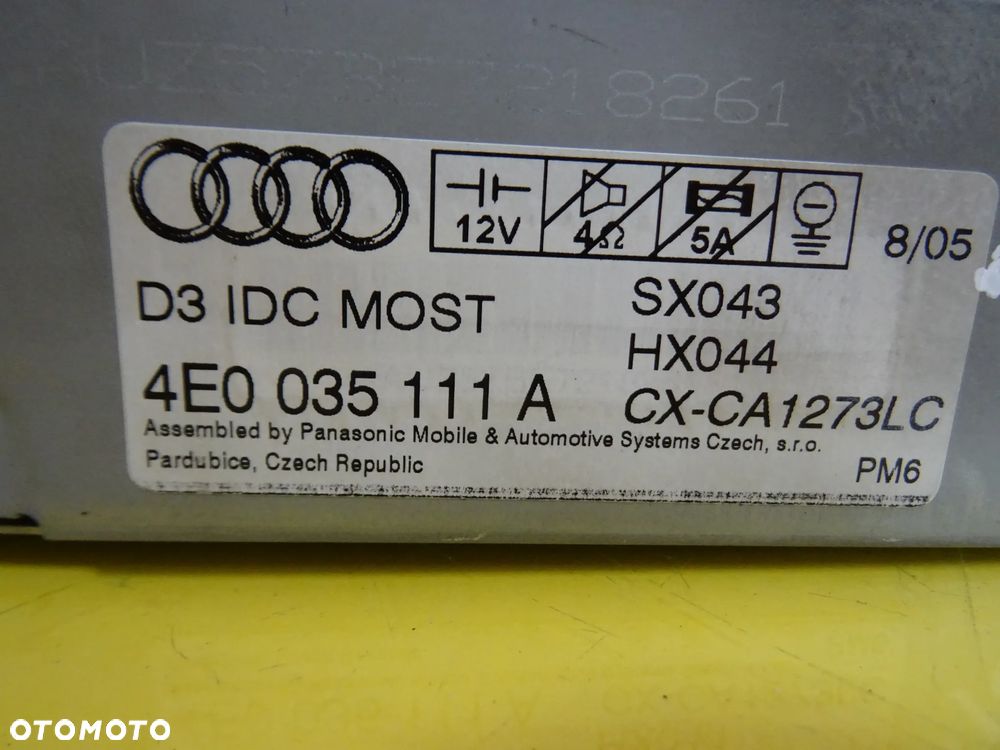 218261
12V
4Ω
5A
8/05
D3 IDC MOST
SX043
HX044
4E0 035 111 A
CX-CA1273LC
Assembled by Panasonic Mobile & Automotive Systems Czech, s.r.o.
Pardubice, Czech Republic
PM6
OTOMOTO